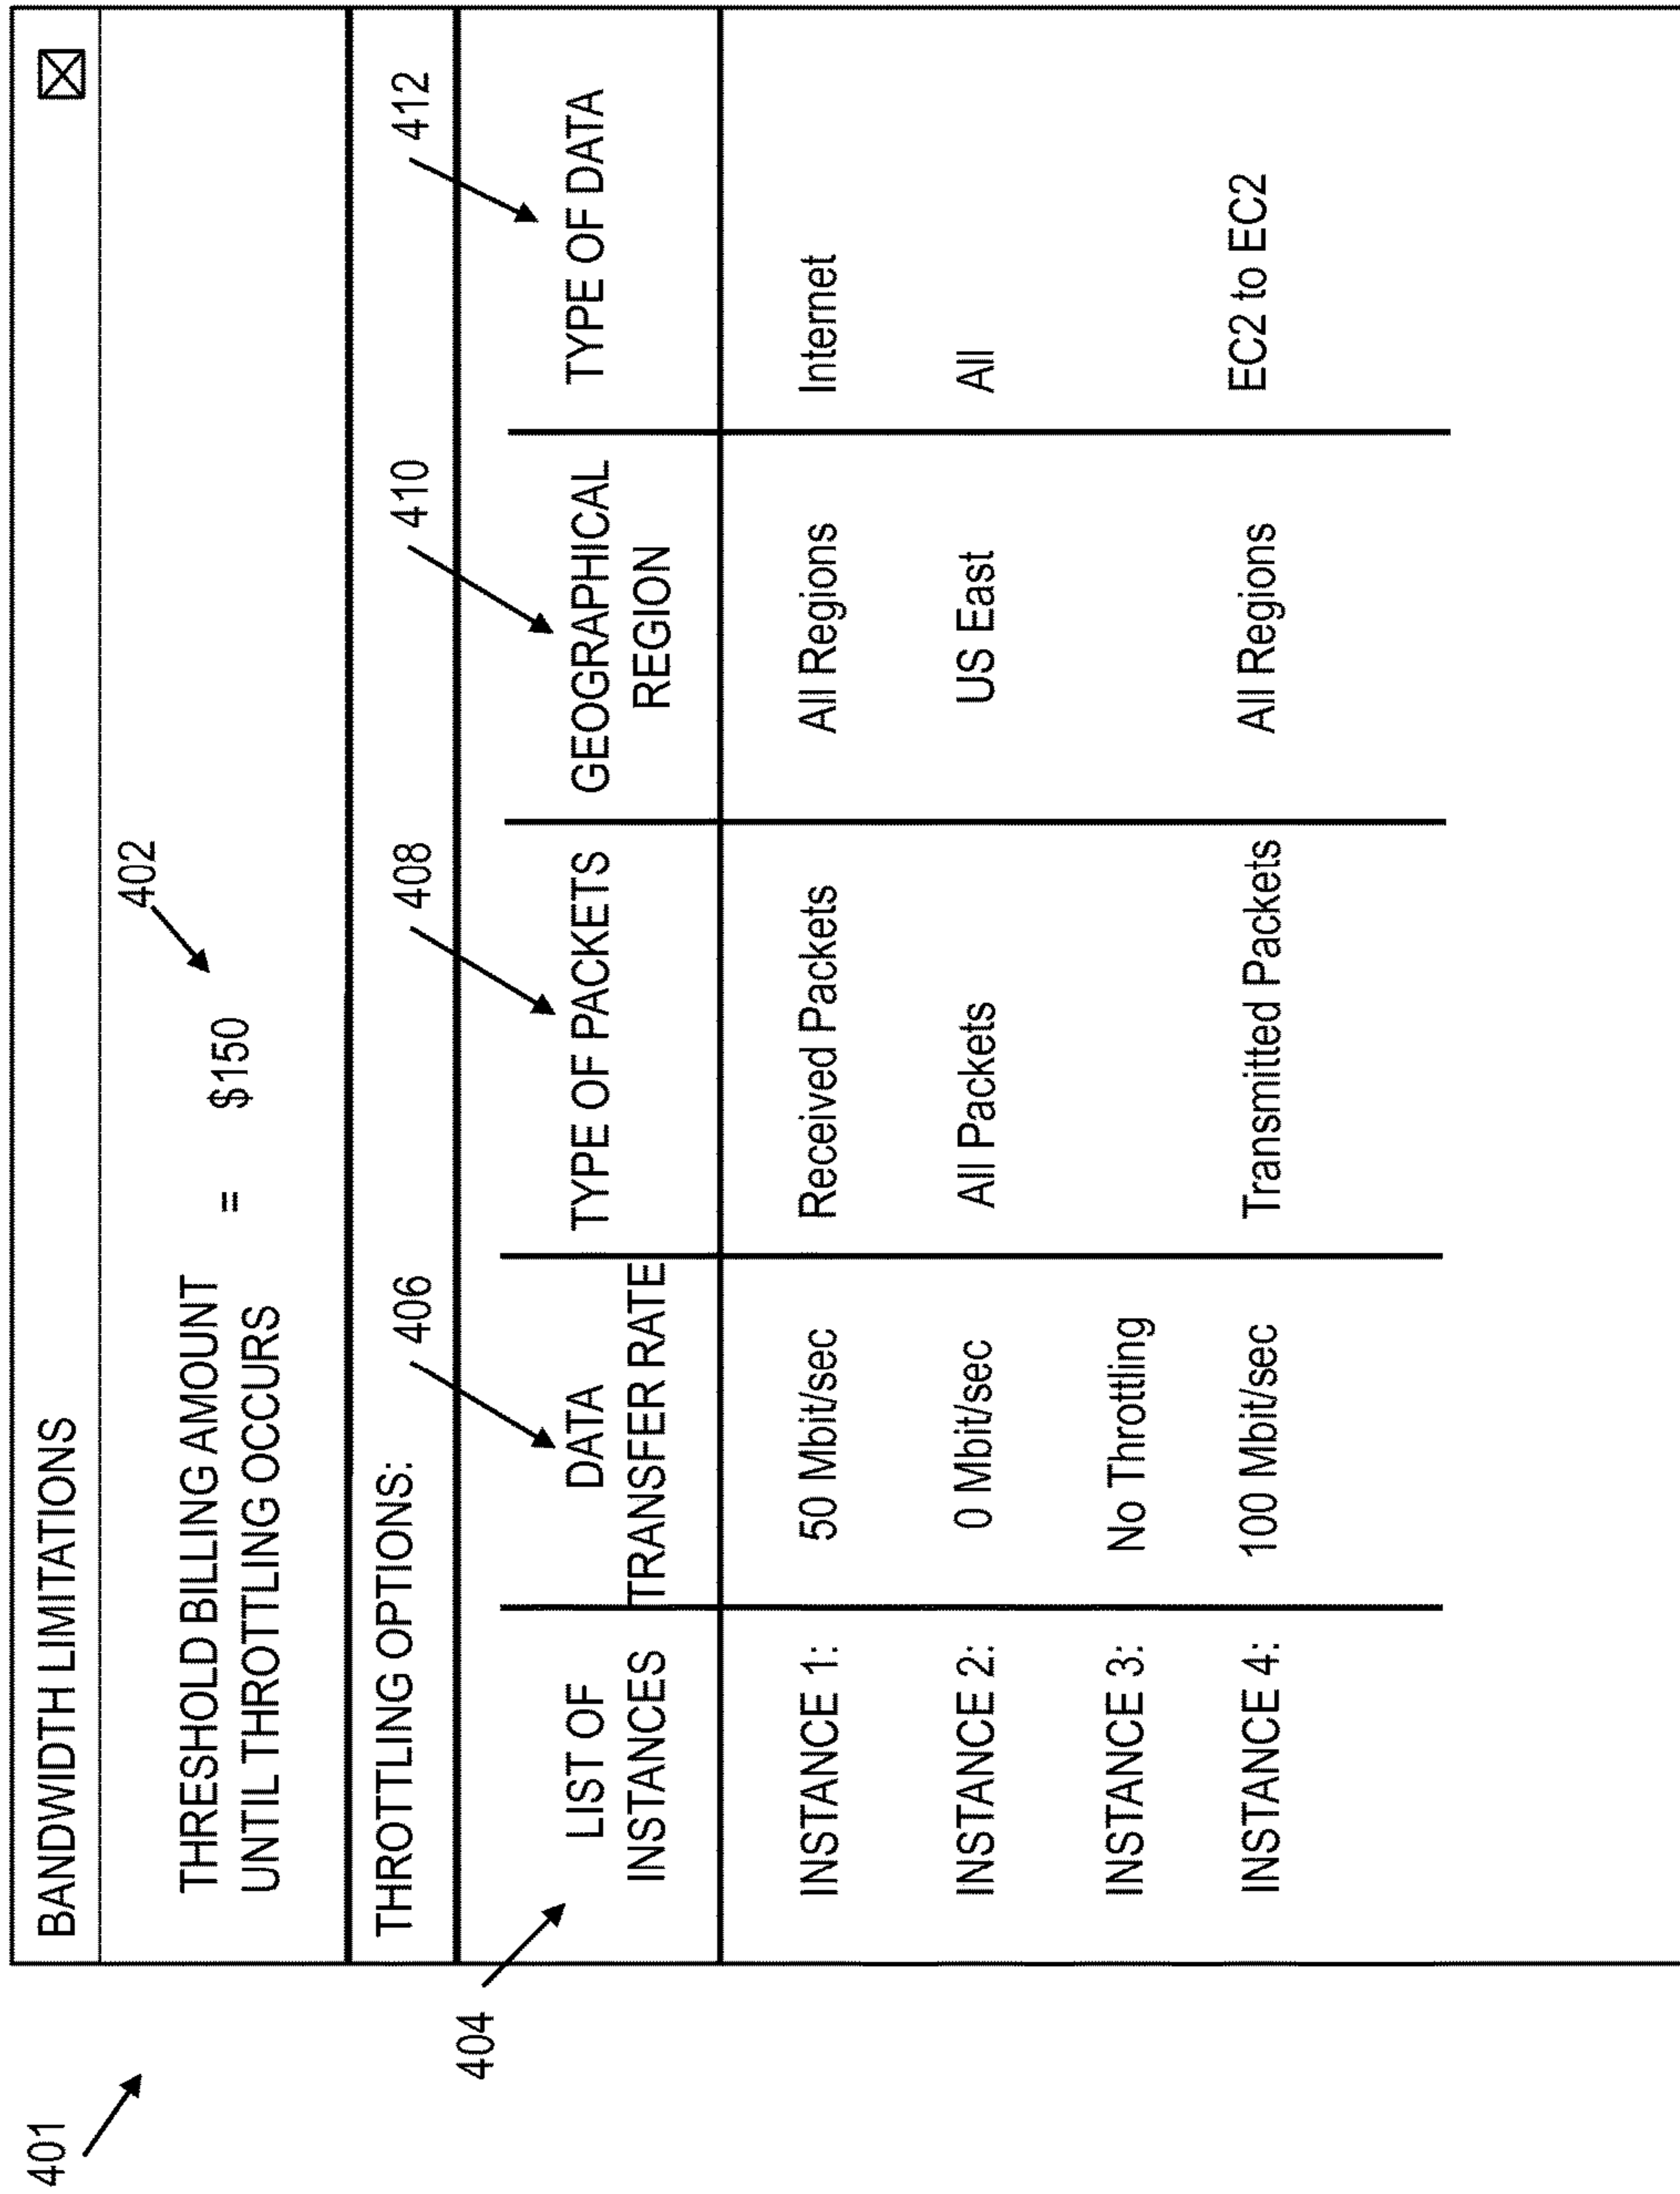 401
BANDWIDTH LIMITATIONS
402
THRESHOLD BILLING AMOUNT = $150
UNTIL THROTTLING OCCURS
THROTTLING OPTIONS: 406 408 410 412
404
LIST OF DATA TYPE OF PACKETS GEOGRAPHICAL TYPE OF DATA
INSTANCES TRANSFER RATE REGION
INSTANCE 1: 50 Mbit/sec Received Packets All Regions Internet
INSTANCE 2: 0 Mbit/sec All Packets US East All
INSTANCE 3: No Throttling
INSTANCE 4: 100 Mbit/sec Transmitted Packets All Regions EC2 to EC2